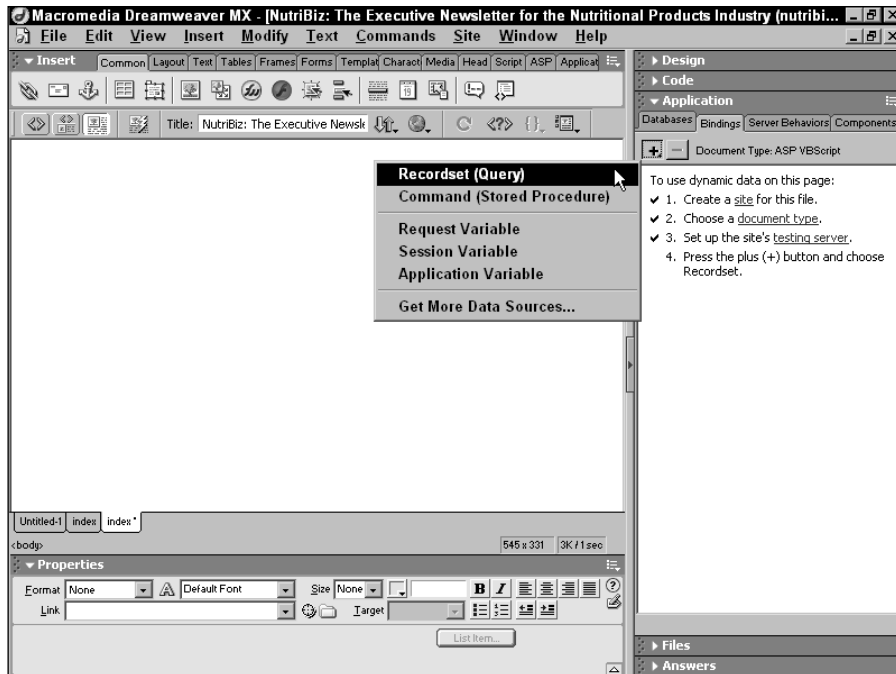 Macromedia Dreamweaver MX - [NutriBiz: The Executive Newsletter for the Nutritional Products Industry (nutribi...
File Edit View Insert Modify Text Commands Site Window Help
Insert Common Layout Text Tables Frames Forms Templat Charact Media Head Script ASP Applicat
Title: NutriBiz: The Executive Newsle
Recordset (Query)
Command (Stored Procedure)
Request Variable
Session Variable
Application Variable
Get More Data Sources...
Design
Code
Application
Databases Bindings Server Behaviors Components
Document Type: ASP VBScript
To use dynamic data on this page:
1. Create a site for this file.
2. Choose a document type.
3. Set up the site's testing server.
4. Press the plus (+) button and choose
Recordset.
Untitled-1 index index*
<body> 545 x 331 3K / 1 sec
Properties
Format None Default Font Size None B I
Link Target
List Item...
Files
Answers